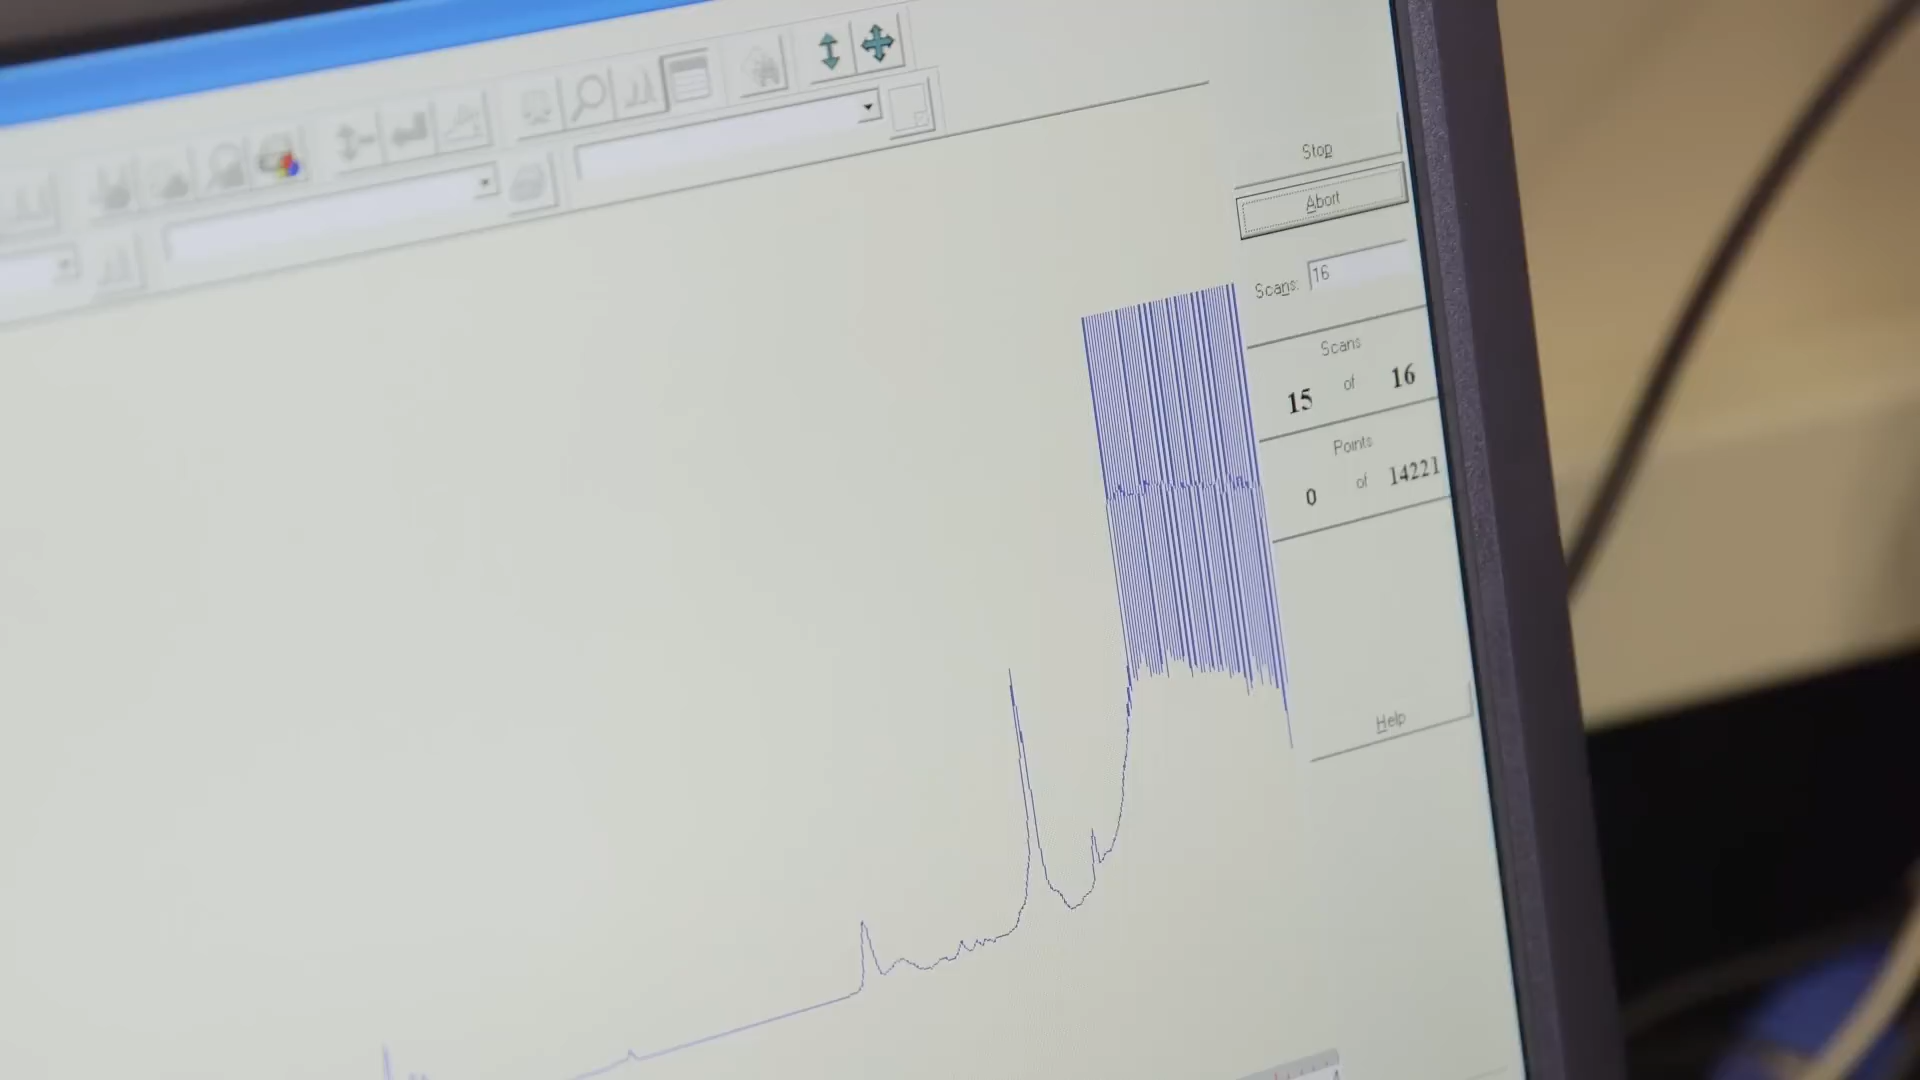 Stop
Abort
Scans: 16
Scans
15 of 16
Points
0 of 14221
Help